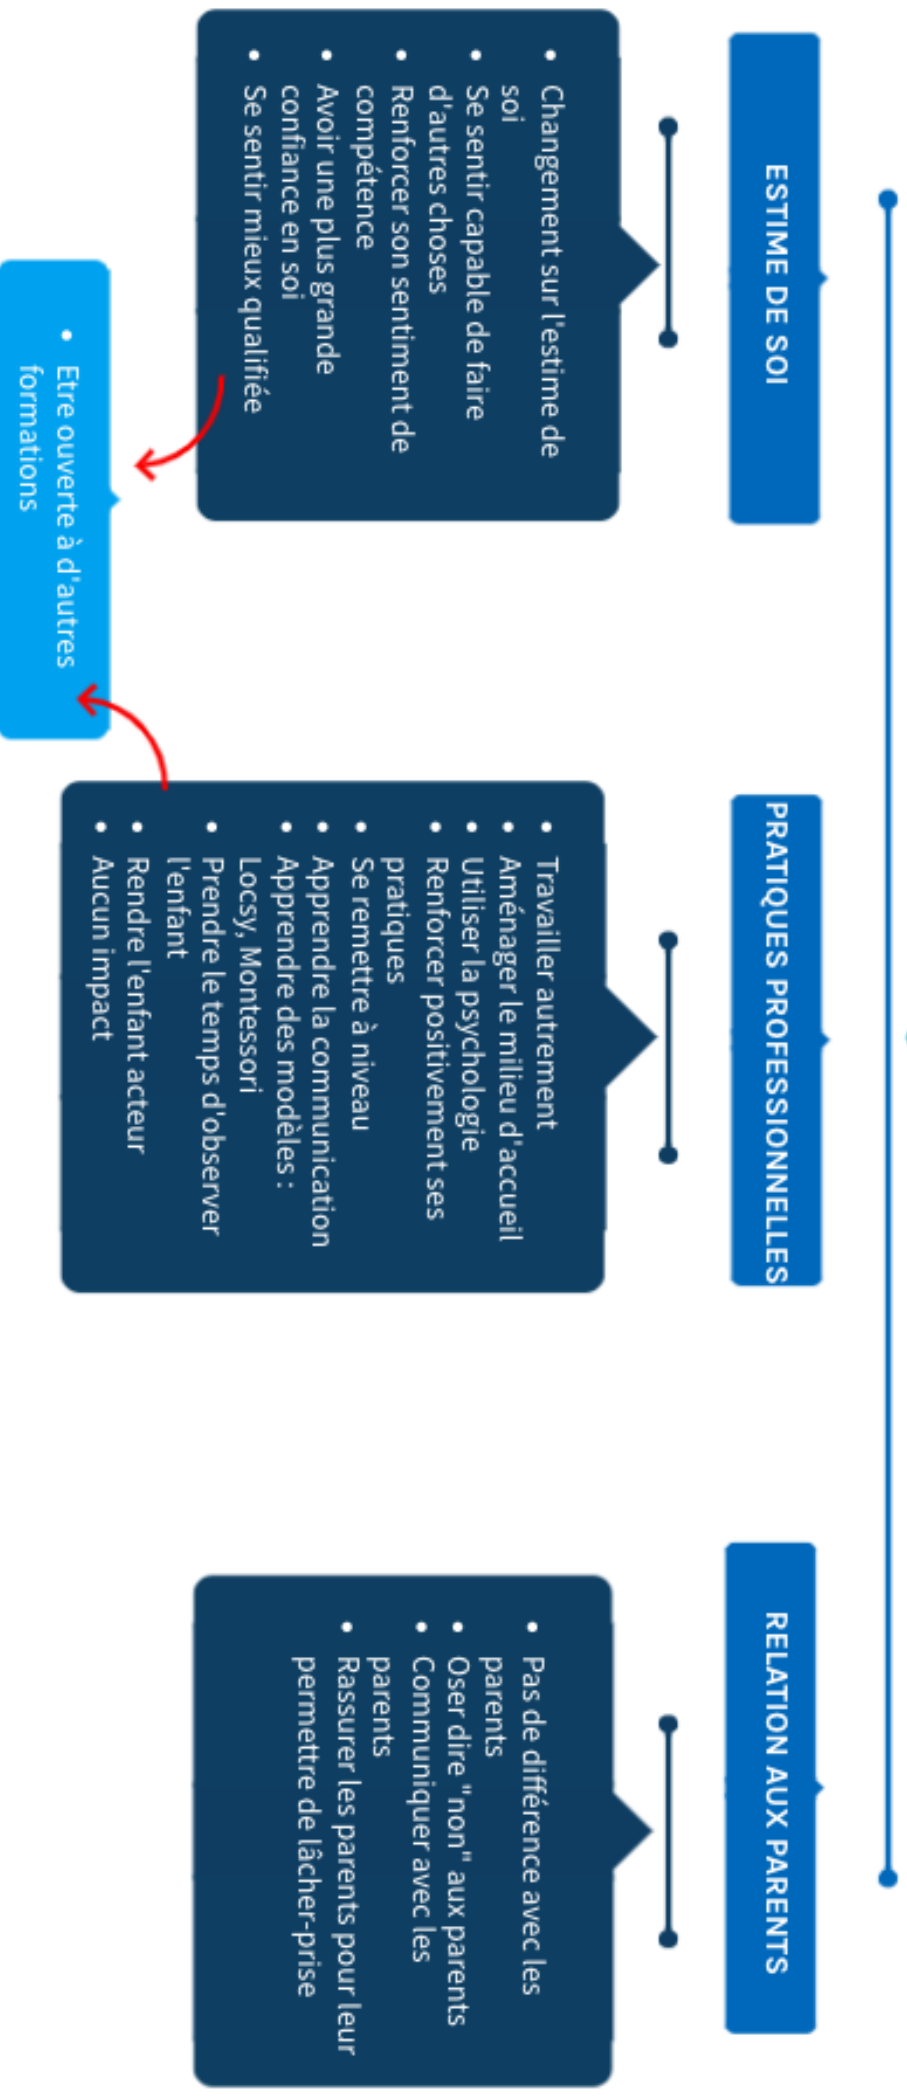 ESTIME DE SOI
• Changement sur l'estime de
soi
• Se sentir capable de faire
d'autres choses
• Renforcer son sentiment de
compétence
• Avoir une plus grande
confiance en soi
• Se sentir mieux qualifiée
• Etre ouverte à d'autres
formations
PRATIQUES PROFESSIONNELLES
• Travailler autrement
• Aménager le milieu d'accueil
• Utiliser la psychologie
• Renforcer positivement ses
pratiques
• Se remettre à niveau
• Apprendre la communication
• Apprendre des modèles :
Locsy, Montessori
• Prendre le temps d'observer
l'enfant
• Rendre l'enfant acteur
• Aucun impact
RELATION AUX PARENTS
• Pas de différence avec les
parents
• Oser dire "non" aux parents
• Communiquer avec les
parents
• Rassurer les parents pour leur
permettre de lâcher-prise